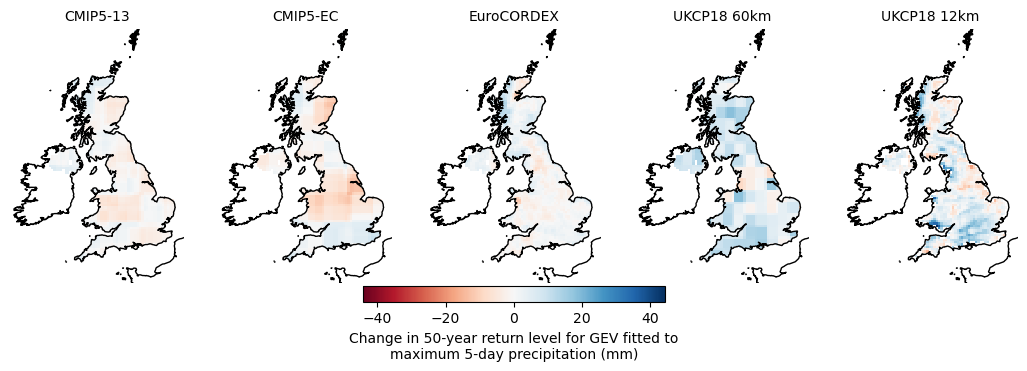 CMIP5-13 CMIP5-EC EuroCORDEX UKCP18 60km UKCP18 12km
−40 −20 0 20 40
Change in 50-year return level for GEV fitted to
maximum 5-day precipitation (mm)